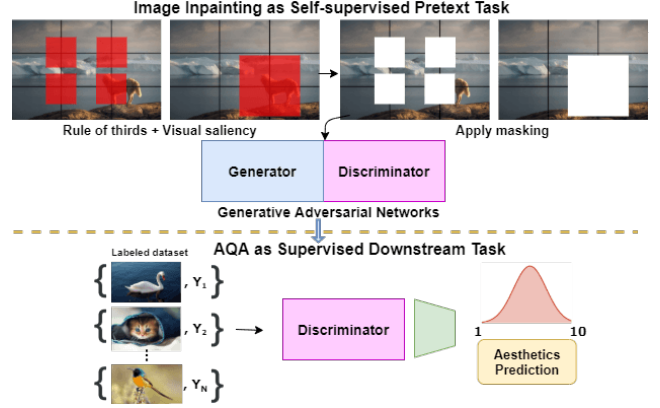 Image Inpainting as Self-supervised Pretext Task
Rule of thirds + Visual saliency
Apply masking
Generator
Discriminator
Generative Adversarial Networks
AQA as Supervised Downstream Task
Labeled dataset
{ , Y1 }
{ , Y2 }
{ , YN }
Discriminator
1 10
Aesthetics
Prediction